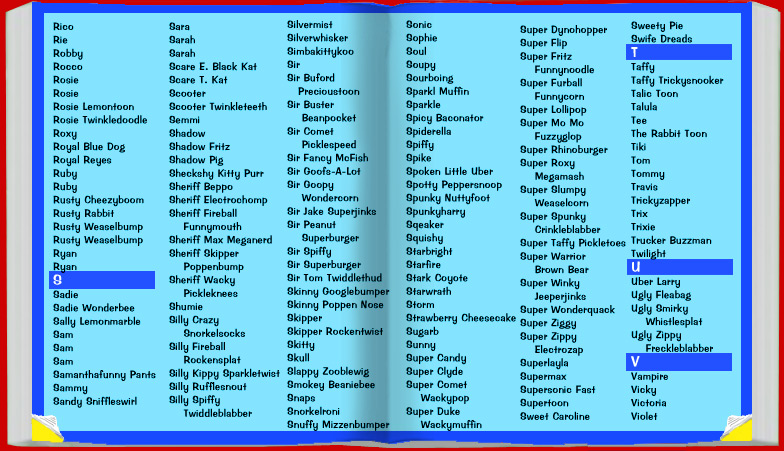 Rico
Rie
Robby
Rocco
Rosie
Rosie
Rosie Lemontoon
Rosie Twinkledoodle
Roxy
Royal Blue Dog
Royal Reyes
Ruby
Ruby
Rusty Cheezyboom
Rusty Rabbit
Rusty Weaselbump
Rusty Weaselbump
Ryan
Ryan
S
Sadie
Sadie Wonderbee
Sally Lemonmarble
Sam
Sam
Sam
Samanthafunny Pants
Sammy
Sandy Sniffleswirl
Sara
Sarah
Sarah
Scare E. Black Kat
Scare T. Kat
Scooter
Scooter Twinkleteeth
Semmi
Shadow
Shadow Fritz
Shadow Pig
Sheckshy Kitty Purr
Sheriff Beppo
Sheriff Electrochomp
Sheriff Fireball
Funnymouth
Sheriff Max Meganerd
Sheriff Skipper
Poppenbump
Sheriff Wacky
Pickleknees
Shumie
Silly Crazy
Snorkelsocks
Silly Fireball
Rockensplat
Silly Kippy Sparkletwist
Silly Rufflesnout
Silly Spiffy
Twiddleblabber
Silvermist
Silverwhisker
Simbakittykoo
Sir
Sir Buford
Precioustoon
Sir Buster
Beanpocket
Sir Comet
Picklespeed
Sir Fancy McFish
Sir Goofs-A-Lot
Sir Goopy
Wondercorn
Sir Jake Superjinks
Sir Peanut
Superburger
Sir Spiffy
Sir Superburger
Sir Tom Twiddlethud
Skinny Googlebumper
Skinny Poppen Nose
Skipper
Skipper Rockentwist
Skitty
Skull
Slappy Zooblewig
Smokey Beaniebee
Snaps
Snorkelroni
Snuffy Mizzenbumper
Sonic
Sophie
Soul
Soupy
Sourboing
Sparkl Muffin
Sparkle
Spicy Baconator
Spiderella
Spiffy
Spike
Spoken Little Uber
Spotty Peppersnoop
Spunky Nuttyfoot
Spunkyharry
Sqeaker
Squishy
Starbright
Starfire
Stark Coyote
Starwrath
Storm
Strawberry Cheesecake
Sugarb
Sunny
Super Candy
Super Clyde
Super Comet
Wackypop
Super Duke
Wackymuffin
Super Dynohopper
Super Flip
Super Fritz
Funnynoodle
Super Furball
Funnycorn
Super Lollipop
Super Mo Mo
Fuzzyglop
Super Rhinoburger
Super Roxy
Megamash
Super Slumpy
Weaselcorn
Super Spunky
Crinkleblabber
Super Taffy Pickletoes
Super Warrior
Brown Bear
Super Winky
Jeeperjinks
Super Wonderquack
Super Ziggy
Super Zippy
Electrozap
Superlayla
Supermax
Supersonic Fast
Supertoon
Sweet Caroline
Sweety Pie
Swife Dreads
T
Taffy
Taffy Trickysnooker
Talic Toon
Talula
Tee
The Rabbit Toon
Tiki
Tom
Tommy
Travis
Trickyzapper
Trix
Trixie
Trucker Buzzman
Twilight
U
Uber Larry
Ugly Fleabag
Ugly Smirky
Whistlesplat
Ugly Zippy
Freckleblabber
V
Vampire
Vicky
Victoria
Violet